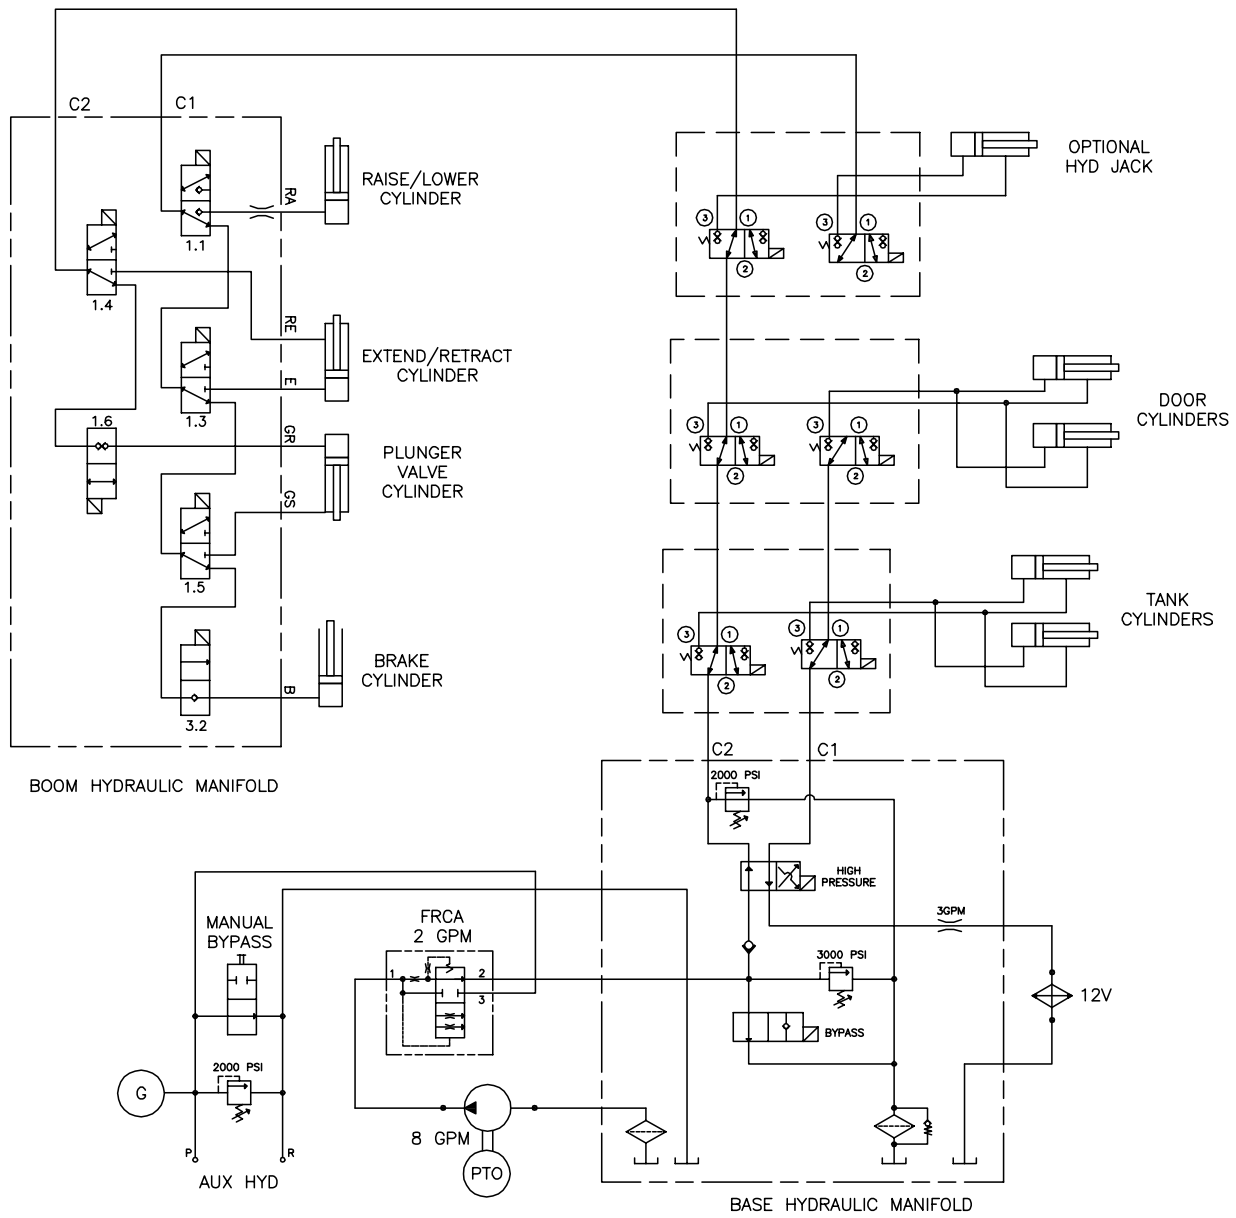 C2
C1
OPTIONAL
HYD JACK
RA
RAISE/LOWER
CYLINDER
1.1
3
1
2
3
1
2
1.4
RE
EXTEND/RETRACT
CYLINDER
E
1.3
DOOR
CYLINDERS
3
1
2
3
1
2
1.6
GR
PLUNGER
VALVE
CYLINDER
GS
1.5
TANK
CYLINDERS
3
1
2
3
1
2
BRAKE
CYLINDER
B
3.2
BOOM HYDRAULIC MANIFOLD
C2
C1
2000 PSI
HIGH
PRESSURE
3GPM
MANUAL
BYPASS
FRCA
2 GPM
1
2
3
3000 PSI
12V
BYPASS
2000 PSI
G
8 GPM
PTO
P
R
AUX HYD
BASE HYDRAULIC MANIFOLD